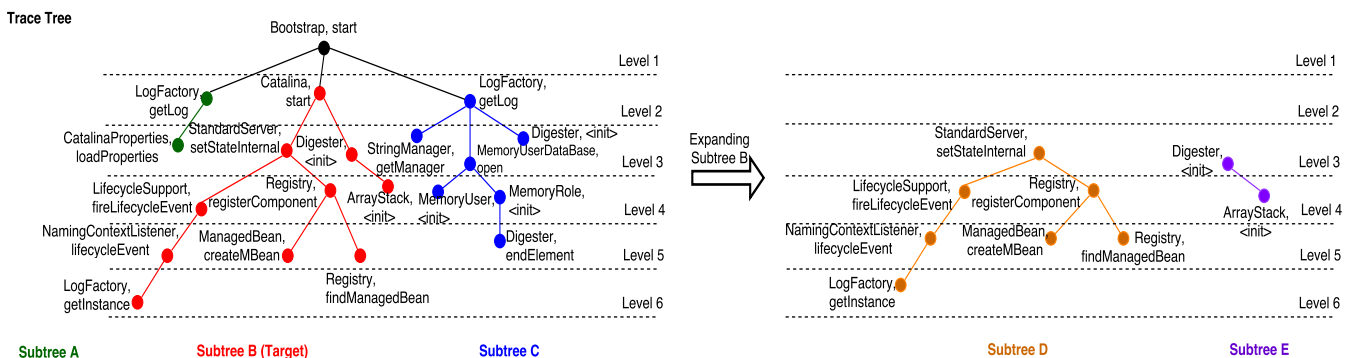 Trace Tree
Bootstrap, start
Level 1
LogFactory,
getLog
Catalina,
start
LogFactory,
getLog
Level 2
CatalinaProperties,
loadProperties
StandardServer,
setStateInternal
Digester,
<init>
StringManager,
getManager
MemoryUserDataBase,
open
Digester, <init>
Level 3
LifecycleSupport,
fireLifecycleEvent
Registry,
registerComponent
ArrayStack,
<init>
MemoryUser,
<init>
MemoryRole,
<init>
Level 4
NamingContextListener,
lifecycleEvent
ManagedBean,
createMBean
Registry,
findManagedBean
Digester,
endElement
Level 5
LogFactory,
getInstance
Level 6
Subtree A
Subtree B (Target)
Subtree C
Expanding
Subtree B
Level 1
Level 2
StandardServer,
setStateInternal
Digester,
<init>
Level 3
LifecycleSupport,
fireLifecycleEvent
Registry,
registerComponent
ArrayStack,
<init>
Level 4
NamingContextListener,
lifecycleEvent
ManagedBean,
createMBean
Registry,
findManagedBean
Level 5
LogFactory,
getInstance
Level 6
Subtree D
Subtree E